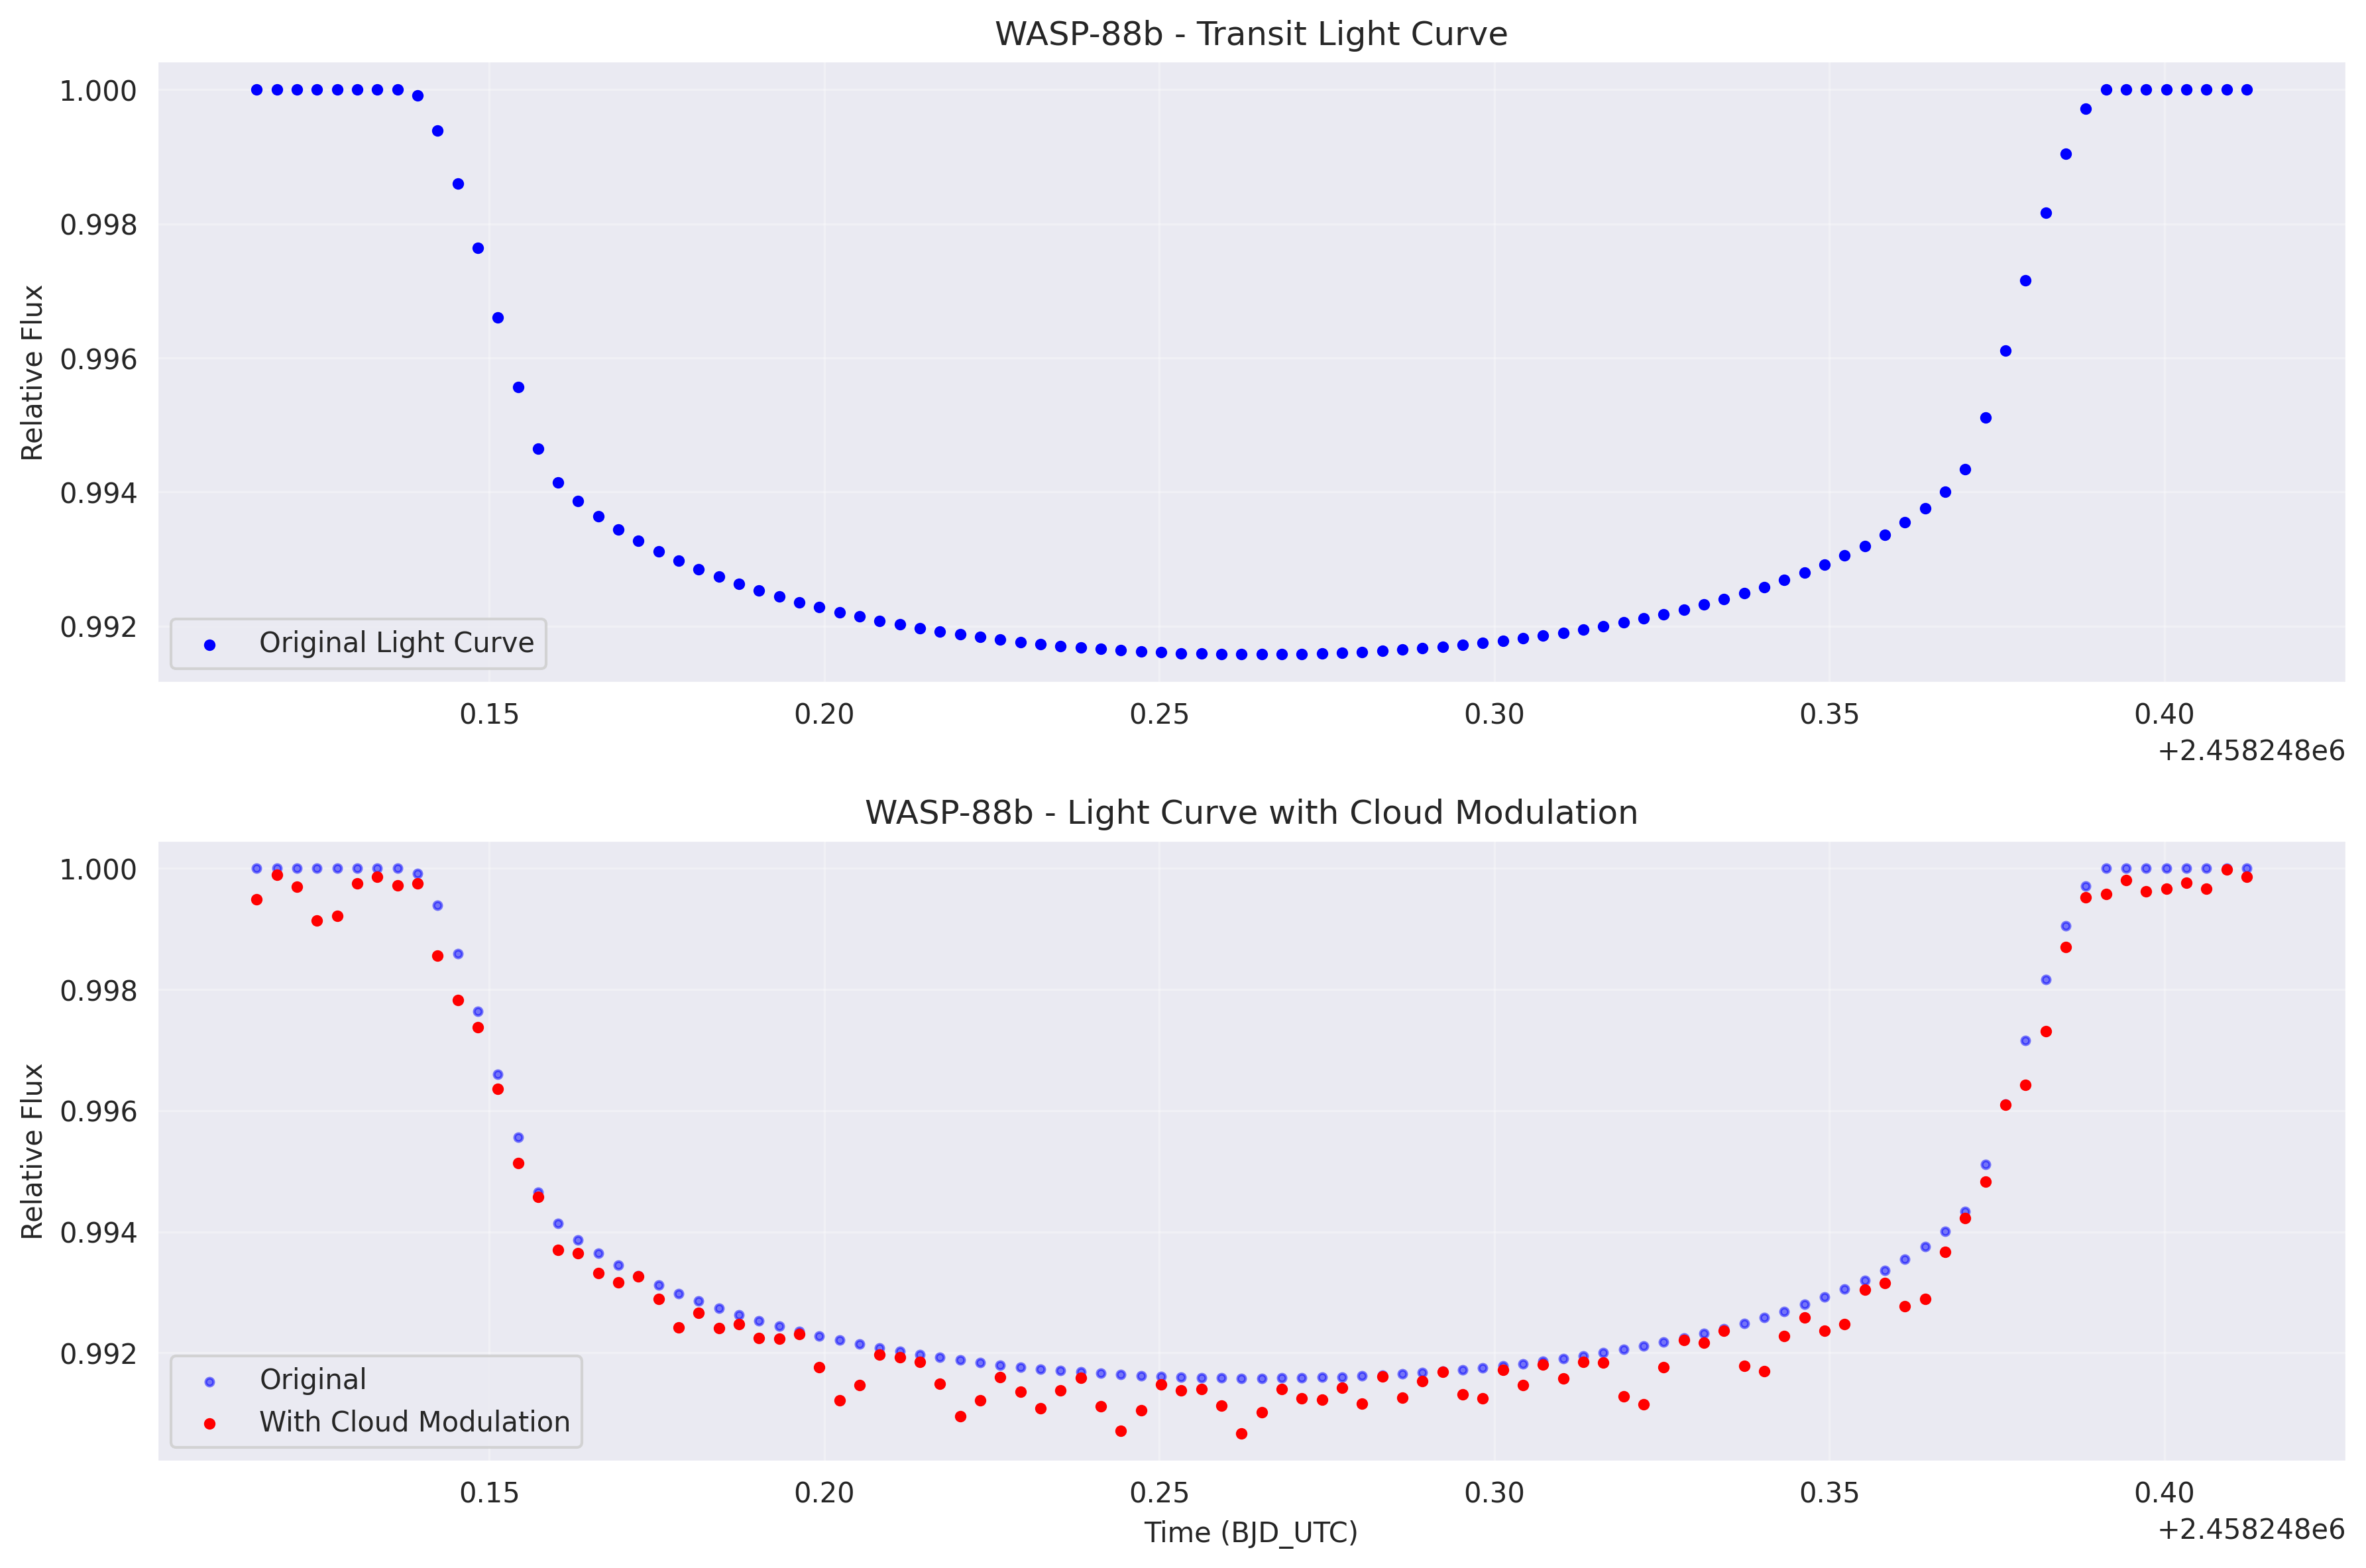 WASP-88b - Transit Light Curve
1.000
0.998
0.996
0.994
0.992
Relative Flux
Original Light Curve
0.15 0.20 0.25 0.30 0.35 0.40
+2.458248e6
WASP-88b - Light Curve with Cloud Modulation
1.000
0.998
0.996
0.994
0.992
Relative Flux
Original
With Cloud Modulation
0.15 0.20 0.25 0.30 0.35 0.40
Time (BJD_UTC)
+2.458248e6